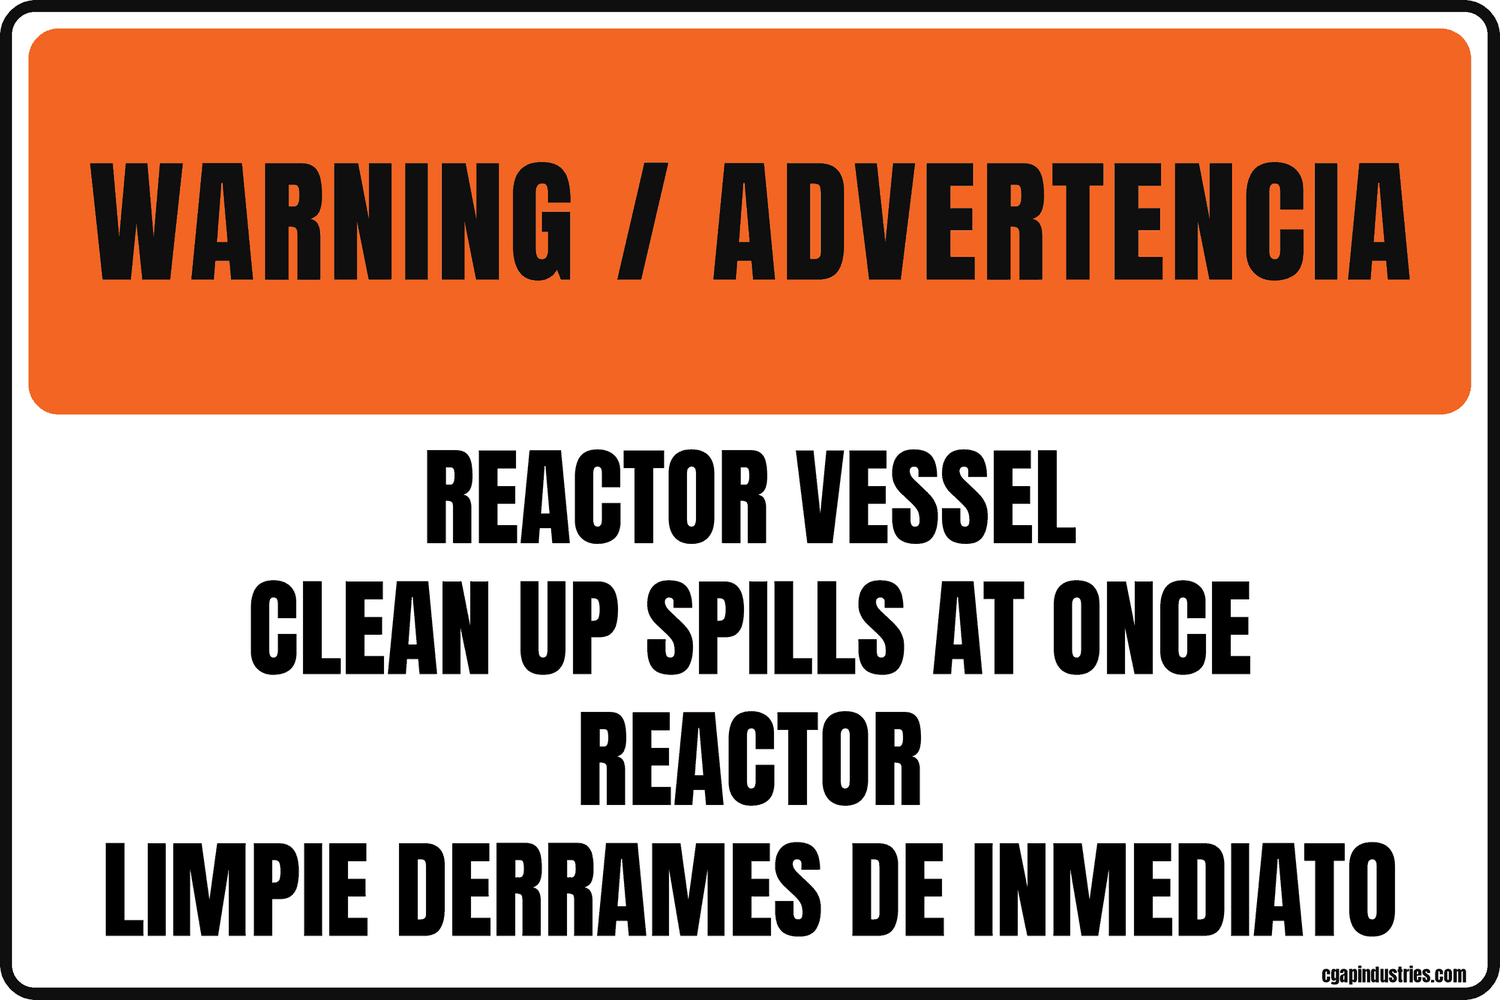 WARNING / ADVERTENCIA
REACTOR VESSEL
CLEAN UP SPILLS AT ONCE
REACTOR
LIMPIE DERRAMES DE INMEDIATO
cgapindustries.com